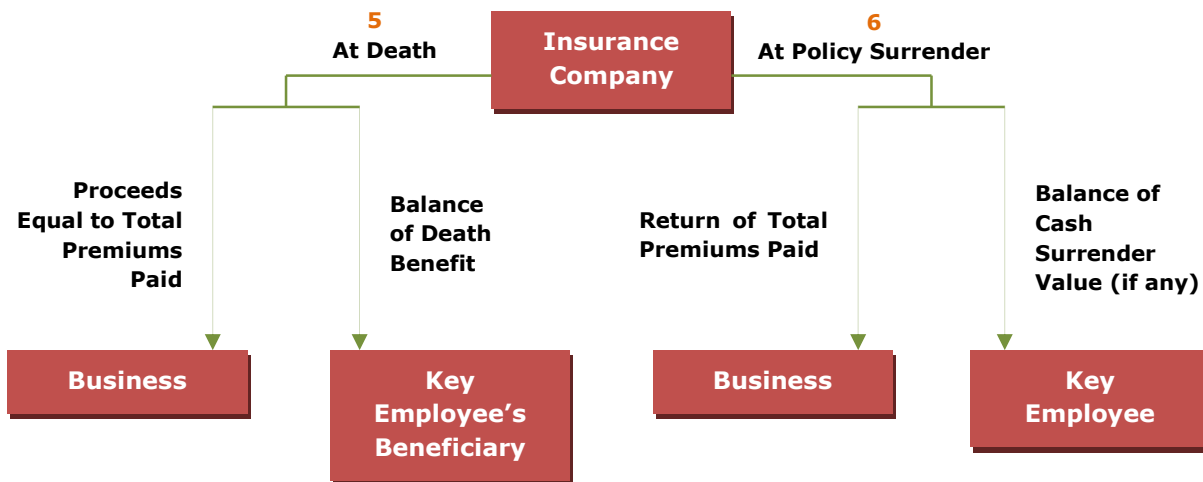 5
At Death
Insurance
Company
6
At Policy Surrender
Proceeds
Equal to Total
Premiums
Paid
Balance
of Death
Benefit
Return of Total
Premiums Paid
Balance of
Cash
Surrender
Value (if any)
Business
Key
Employee's
Beneficiary
Business
Key
Employee